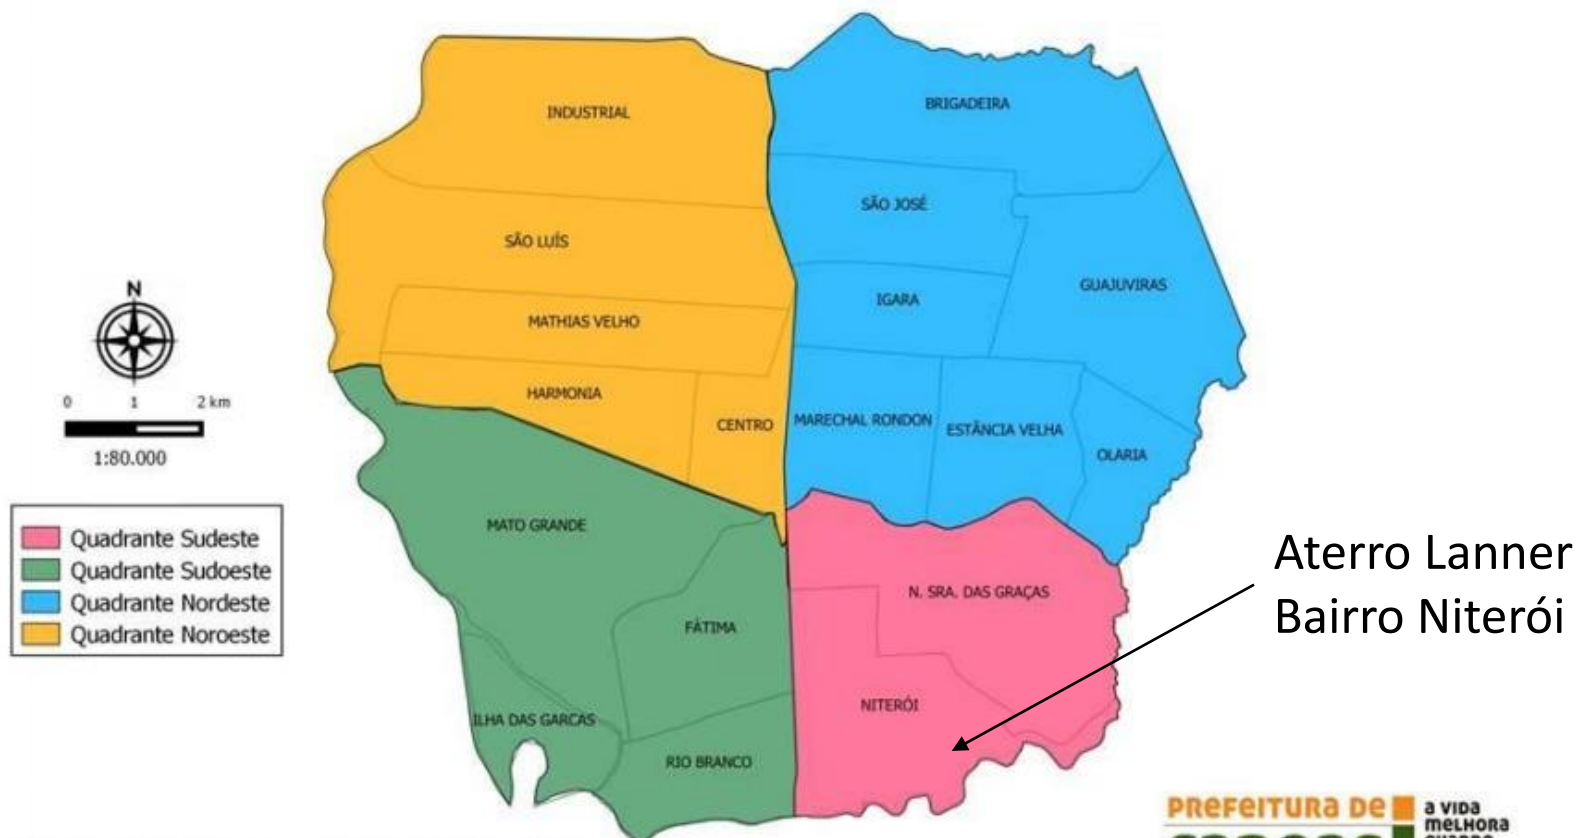 INDUSTRIAL
BRIGADEIRA
SÃO JOSÉ
SÃO LUÍS
GUAJUVIRAS
IGARA
N
MATHIAS VELHO
HARMONIA
0 1 2 km
CENTRO
MARECHAL RONDON
ESTÂNCIA VELHA
OLARIA
1:80.000
MATO GRANDE
Quadrante Sudeste
Quadrante Sudoeste
Quadrante Nordeste
Quadrante Noroeste
Aterro Lanner
Bairro Niterói
N. SRA. DAS GRAÇAS
FÁTIMA
NITERÓI
ILHA DAS GARCAS
RIO BRANCO
PREFEITURA DE
a VIDa
meLHORa